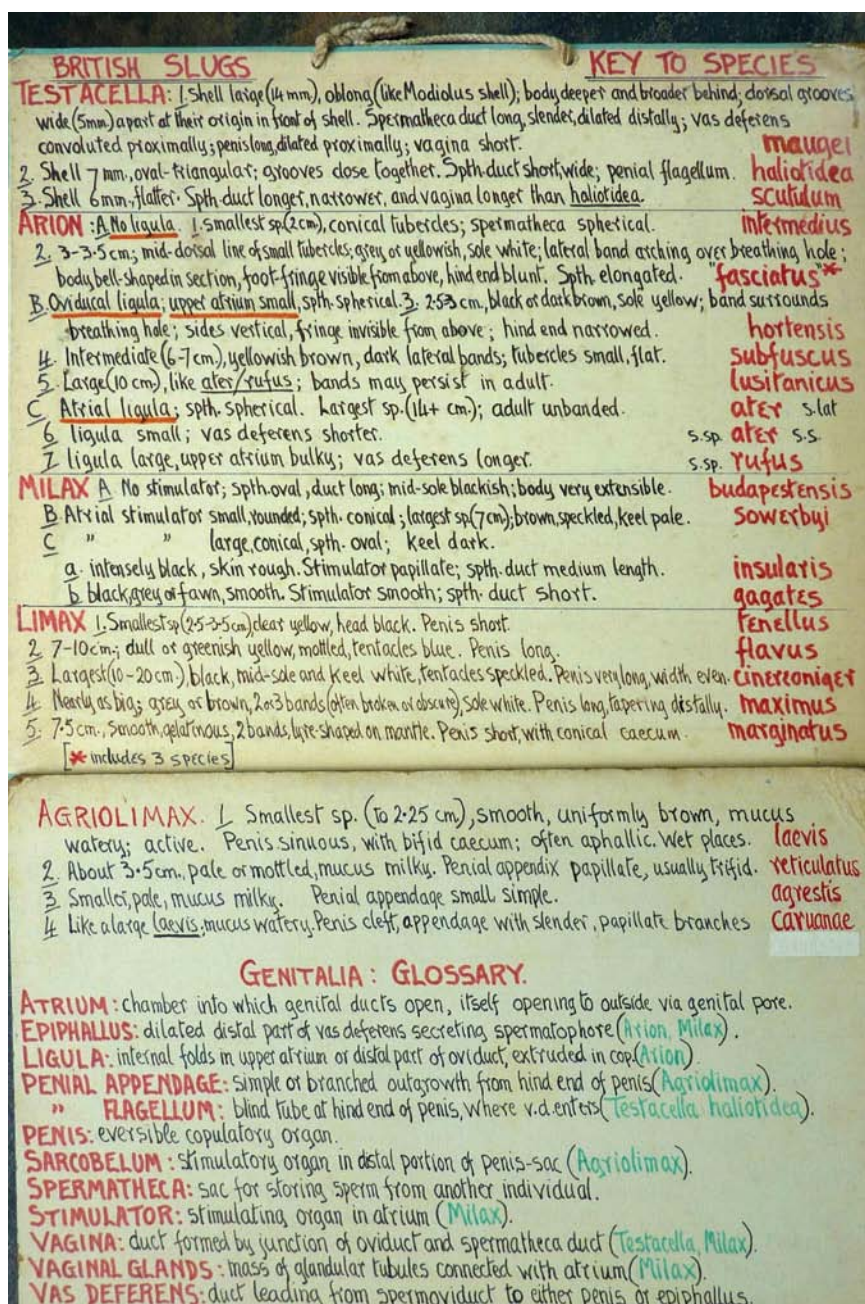 BRITISH SLUGS KEY TO SPECIES
TESTACELLA: 1. Shell large (14 mm), oblong (like Modiolus shell); body deeper and broader behind; dorsal grooves
wide (5mm) apart at their origin in front of shell. Spermatheca duct long, slender, dilated distally; vas deferens
convoluted proximally; penis long, dilated proximally; vagina short. maugei
2. Shell 7 mm., oval-triangular; grooves close together. Spth-duct short, wide; penial flagellum. haliotidea
3. Shell 6mm., flatter. Spth-duct longer, narrower, and vagina longer than haliotidea. scutulum
ARION: A No ligula. 1. Smallest sp. (2cm), conical tubercles; spermatheca spherical. intermedius
2. 3-3.5 cm; mid-dorsal line of small tubercles; grey or yellowish, sole white; lateral band arching over breathing hole;
body bell-shaped in section, foot-fringe visible from above, hind end blunt. Spth. elongated. "fasciatus"*
B. Oviducal ligula; upper atrium small, spth. spherical. 3. 2.5-3 cm., black or dark brown, sole yellow; band surrounds
breathing hole; sides vertical, fringe invisible from above; hind end narrowed. hortensis
4. Intermediate (6-7 cm), yellowish brown, dark lateral bands; tubercles small, flat. subfuscus
5. Large (10 cm), like ater/rufus; bands may persist in adult. lusitanicus
C Atrial ligula; spth. spherical. Largest sp. (14+ cm.); adult unbanded. ater s.lat
6 ligula small; vas deferens shorter. s.sp. ater s.s.
7 ligula large, upper atrium bulky; vas deferens longer. s.sp. rufus
MILAX A No stimulator; spth. oval, duct long; mid-sole blackish; body very extensible. budapestensis
B Atrial stimulator small, rounded; spth. conical; largest sp. (7cm); brown, speckled, keel pale. sowerbyi
C " " large, conical, spth. oval; keel dark.
a. intensely black, skin rough. Stimulator papillate; spth. duct medium length. insularis
b black, grey or fawn, smooth. Stimulator smooth; spth. duct short. gagates
LIMAX 1. Smallest sp (2.5-3.5cm) clear yellow, head black. Penis short. tenellus
2 7-10cm.; dull or greenish yellow, mottled, tentacles blue. Penis long. flavus
3. Largest (10-20 cm.), black, mid-sole and keel white, tentacles speckled. Penis very long, width even. cinereoniger
4. Nearly as big; grey or brown, 2 or 3 bands (often broken or obscure), sole white. Penis long, tapering distally. maximus
5. 7.5 cm., Smooth, gelatinous, 2 bands, lyre-shaped on mantle. Penis short, with conical caecum. marginatus
[* includes 3 species]
AGRIOLIMAX. 1 Smallest sp. (to 2.25 cm), smooth, uniformly brown, mucus
watery; active. Penis sinuous, with bifid caecum; often aphallic. Wet places. laevis
2. About 3.5cm., pale or mottled, mucus milky. Penial appendix papillate, usually trifid. reticulatus
3 Smaller, pale, mucus milky. Penial appendage small, simple. agrestis
4 Like a large laevis; mucus watery. Penis cleft, appendage with slender, papillate branches caruanae
GENITALIA: GLOSSARY.
ATRIUM: chamber into which genital ducts open, itself opening to outside via genital pore.
EPIPHALLUS: dilated distal part of vas deferens secreting spermatophore (Arion, Milax).
LIGULA: internal folds in upper atrium or distal part of oviduct, extruded in cop. (Arion).
PENIAL APPENDAGE: simple or branched outgrowth from hind end of penis (Agriolimax).
" FLAGELLUM: blind tube at hind end of penis, where v.d. enters (Testacella haliotidea).
PENIS: eversible copulatory organ.
SARCOBELUM: stimulatory organ in distal portion of penis-sac (Agriolimax).
SPERMATHECA: sac for storing sperm from another individual.
STIMULATOR: stimulating organ in atrium (Milax).
VAGINA: duct formed by junction of oviduct and spermatheca duct (Testacella, Milax).
VAGINAL GLANDS: mass of glandular tubules connected with atrium (Milax).
VAS DEFERENS: duct leading from spermoviduct to either penis or epiphallus.